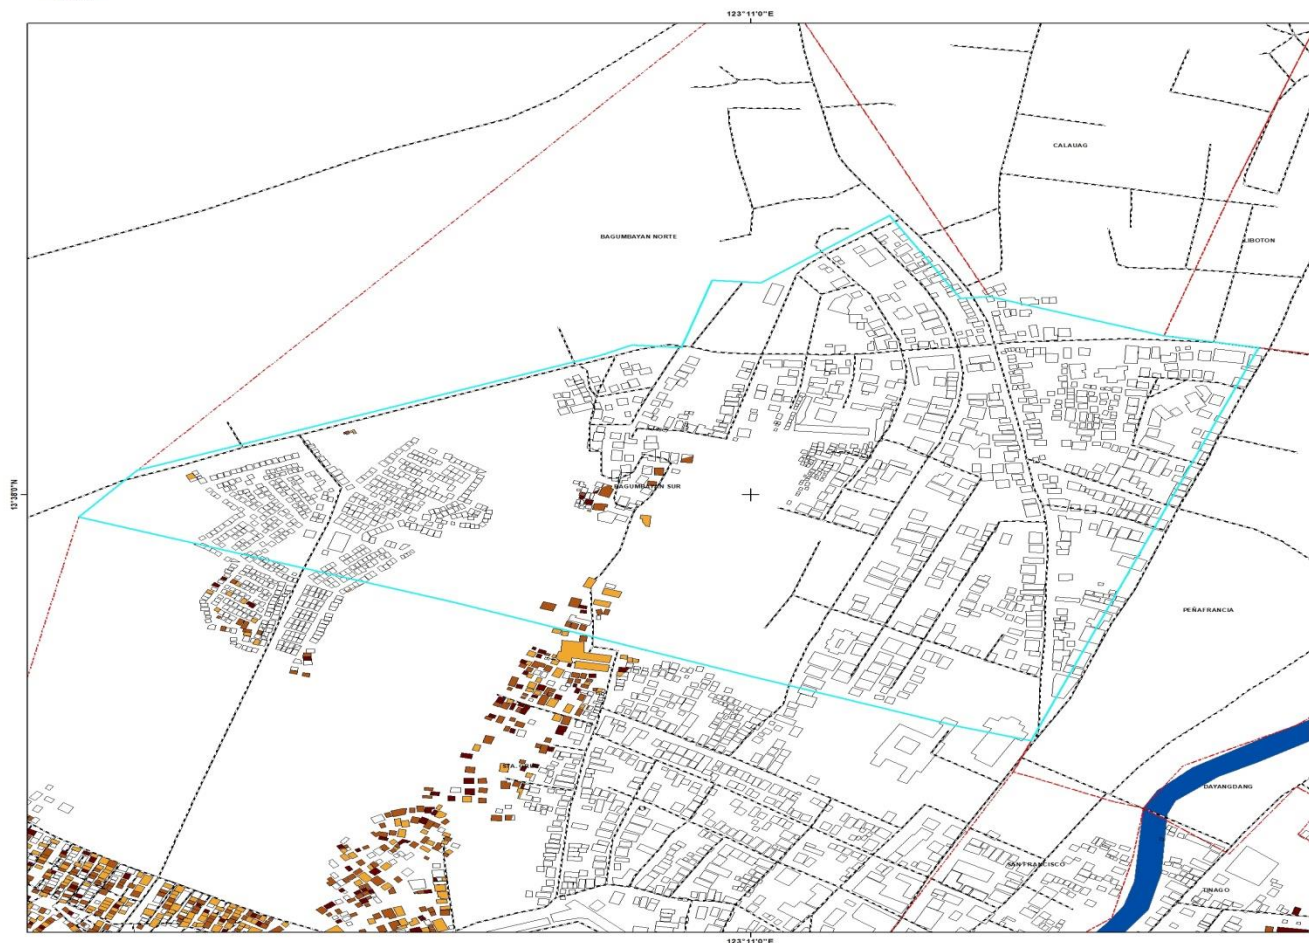 123°11'0"E
CALAUAG
BAGUMBAYAN NORTE
LIBOTON
BAGUMBAYAN SUR
13°38'0"N
PEÑAFRANCIA
DAYANGDANG
SAN FRANCISCO
TINAGO
123°11'0"E